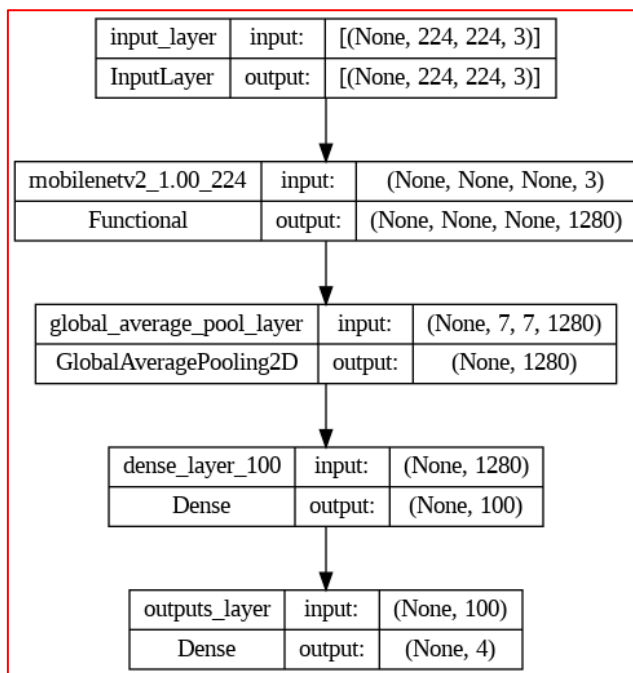 input_layer input: [(None, 224, 224, 3)]
InputLayer output: [(None, 224, 224, 3)]
mobilenetv2_1.00_224 input: (None, None, None, 3)
Functional output: (None, None, None, 1280)
global_average_pool_layer input: (None, 7, 7, 1280)
GlobalAveragePooling2D output: (None, 1280)
dense_layer_100 input: (None, 1280)
Dense output: (None, 100)
outputs_layer input: (None, 100)
Dense output: (None, 4)